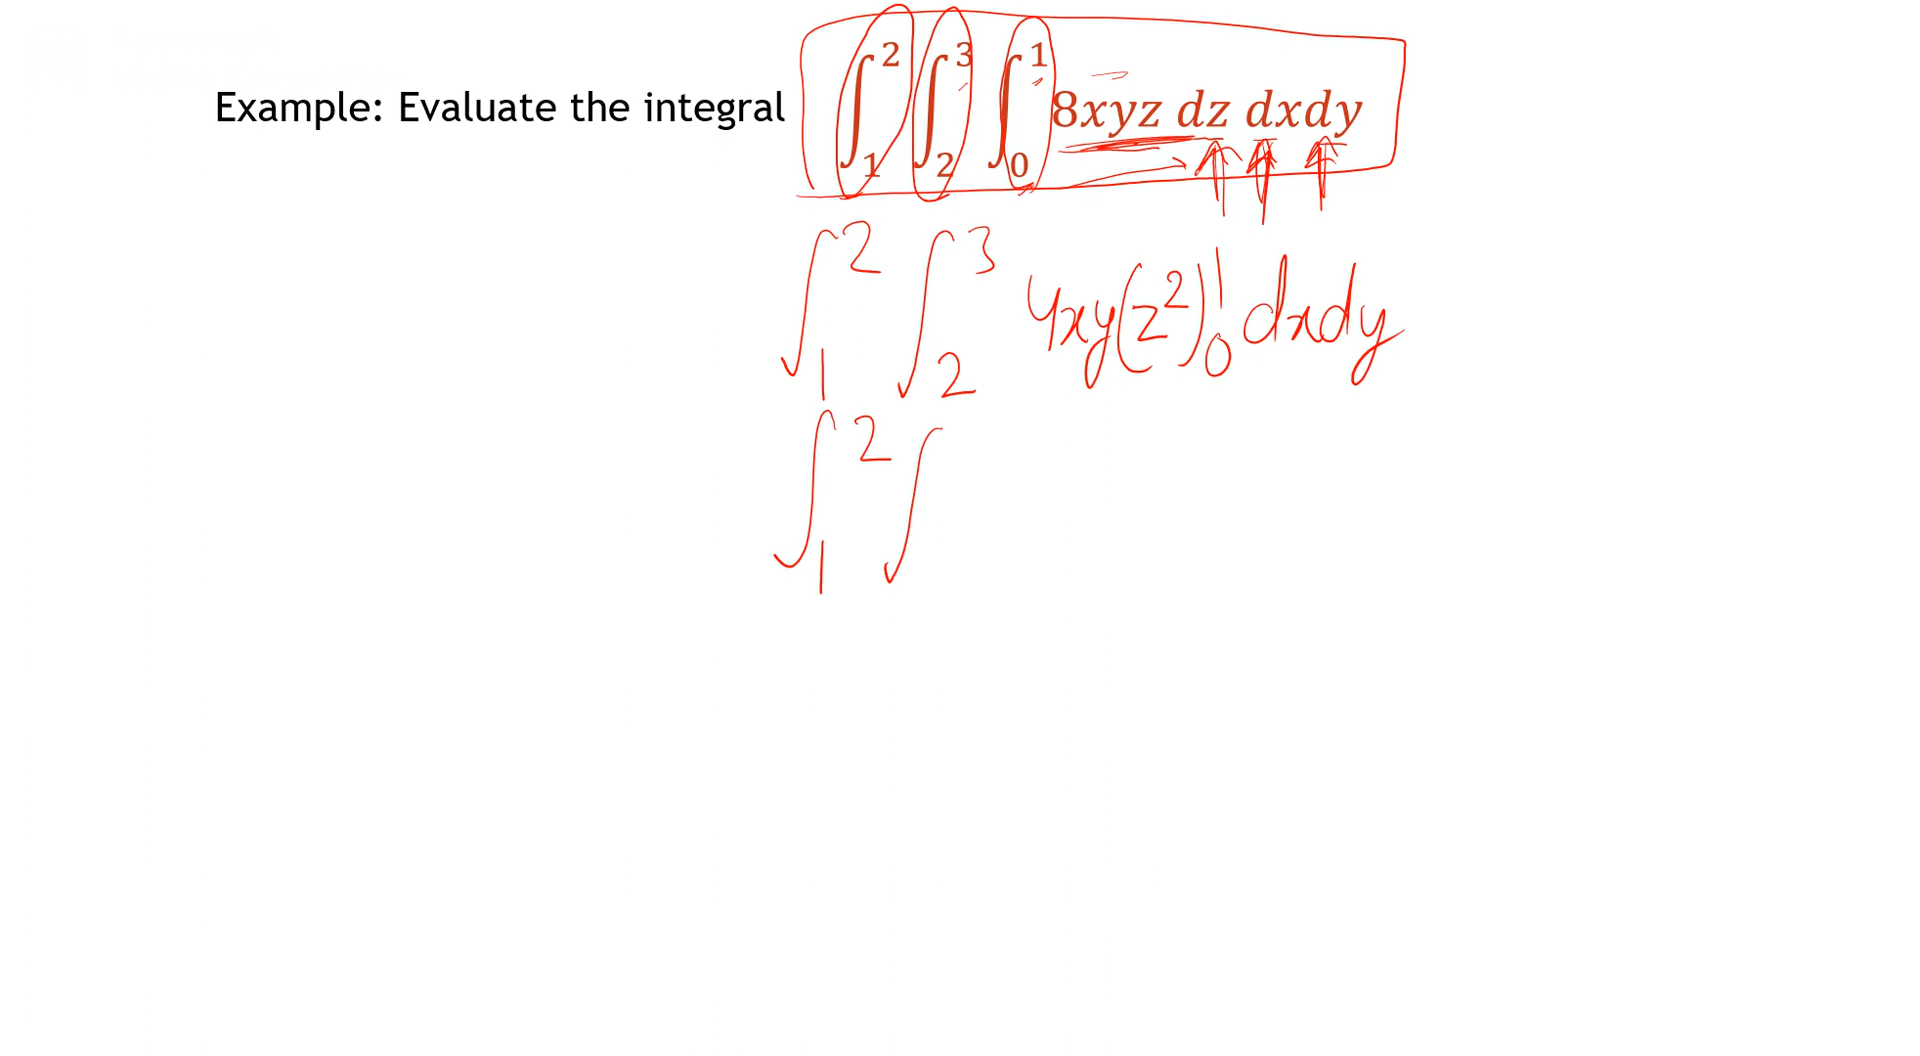 Example: Evaluate the integral ∫₁² ∫₂³ ∫₀¹ 8xyz dz dxdy
∫₁² ∫₂³ 4xy(z²)₀¹ dxdy
∫₁² ∫